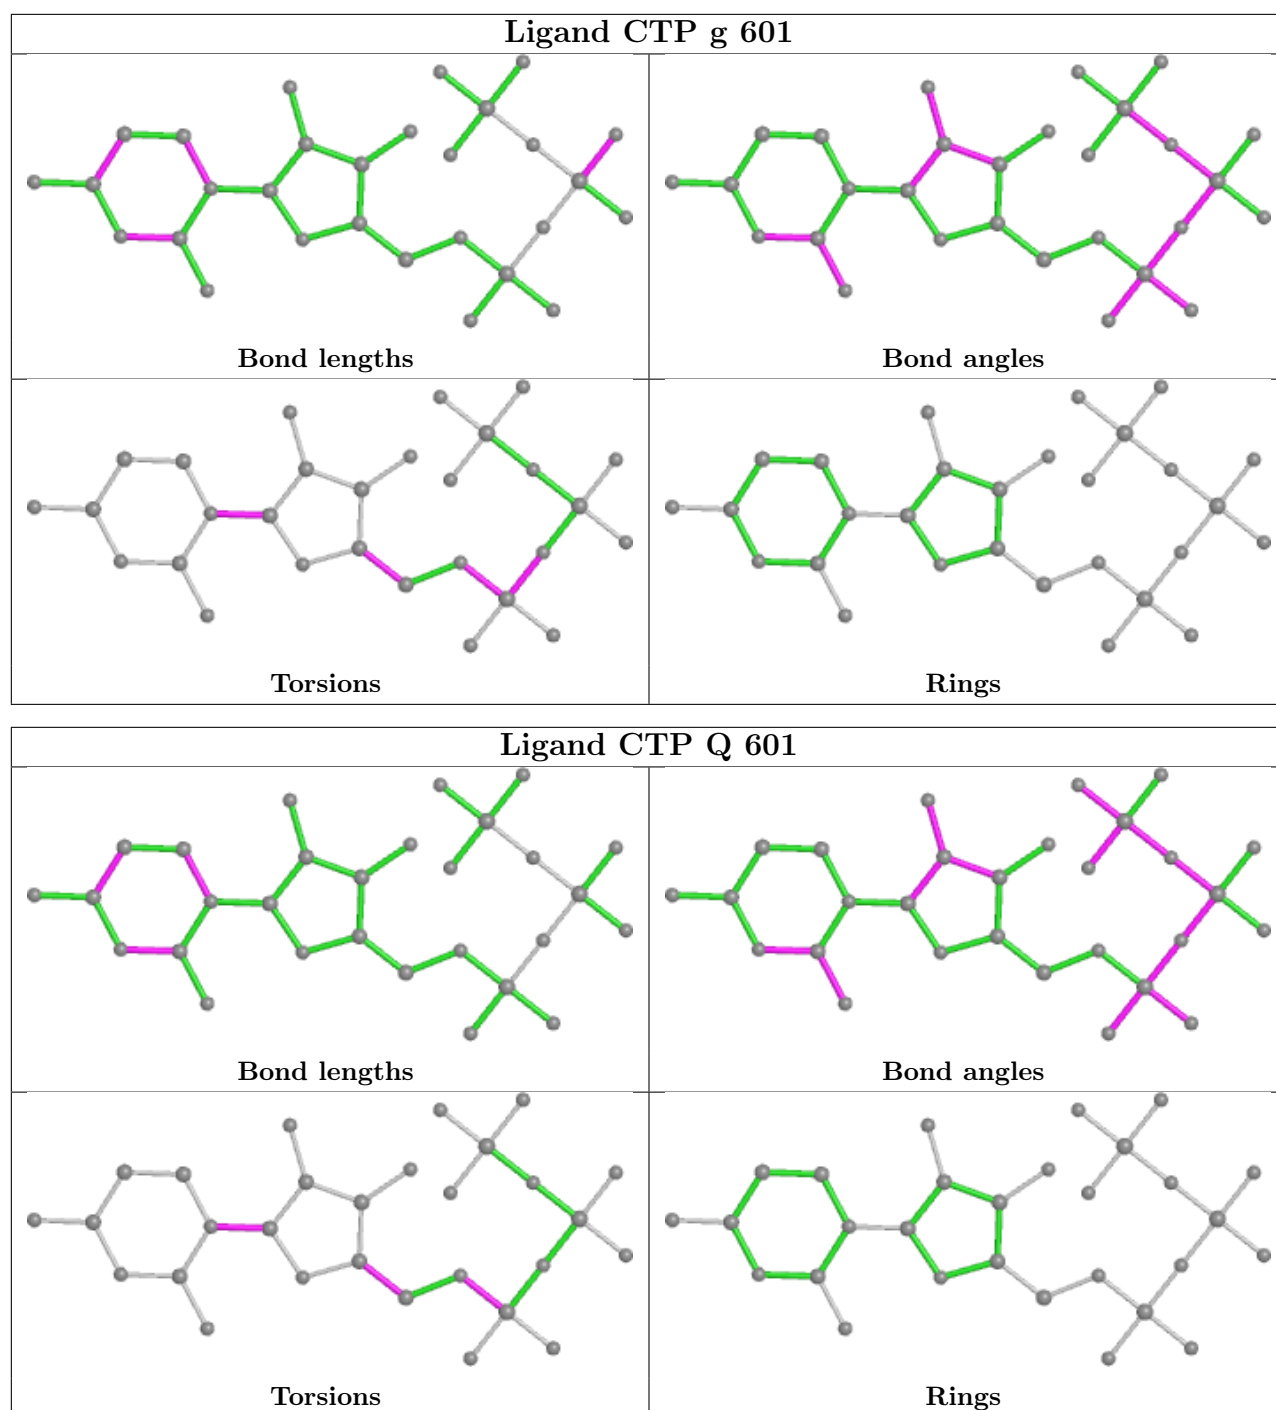 Ligand CTP g 601
Bond lengths
Bond angles
Torsions
Rings
Ligand CTP Q 601
Bond lengths
Bond angles
Torsions
Rings